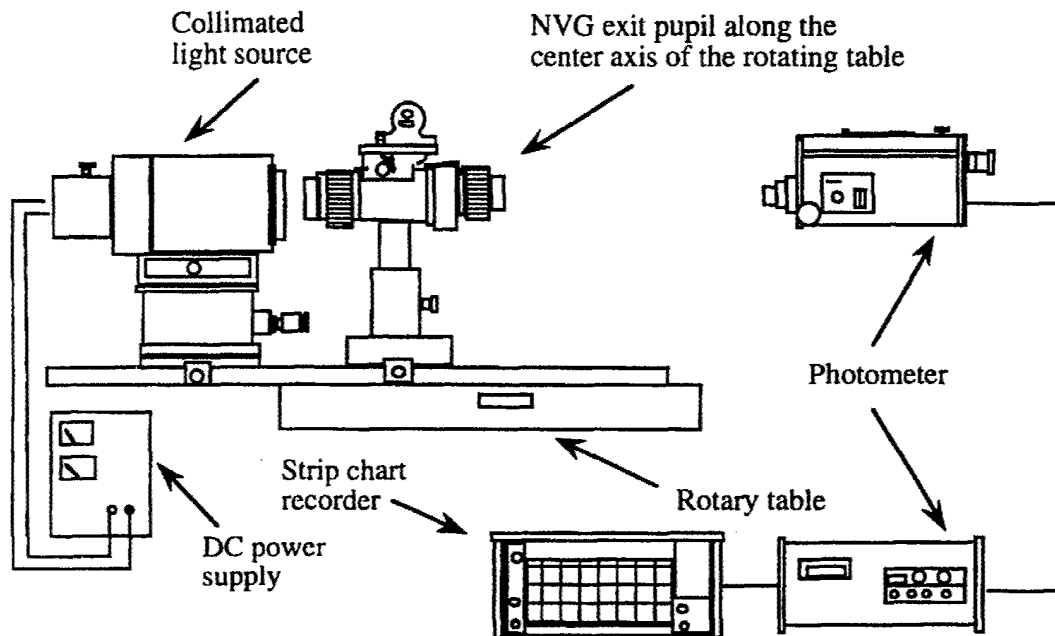 Collimated
light source
NVG exit pupil along the
center axis of the rotating table
Photometer
Strip chart
recorder
Rotary table
DC power
supply